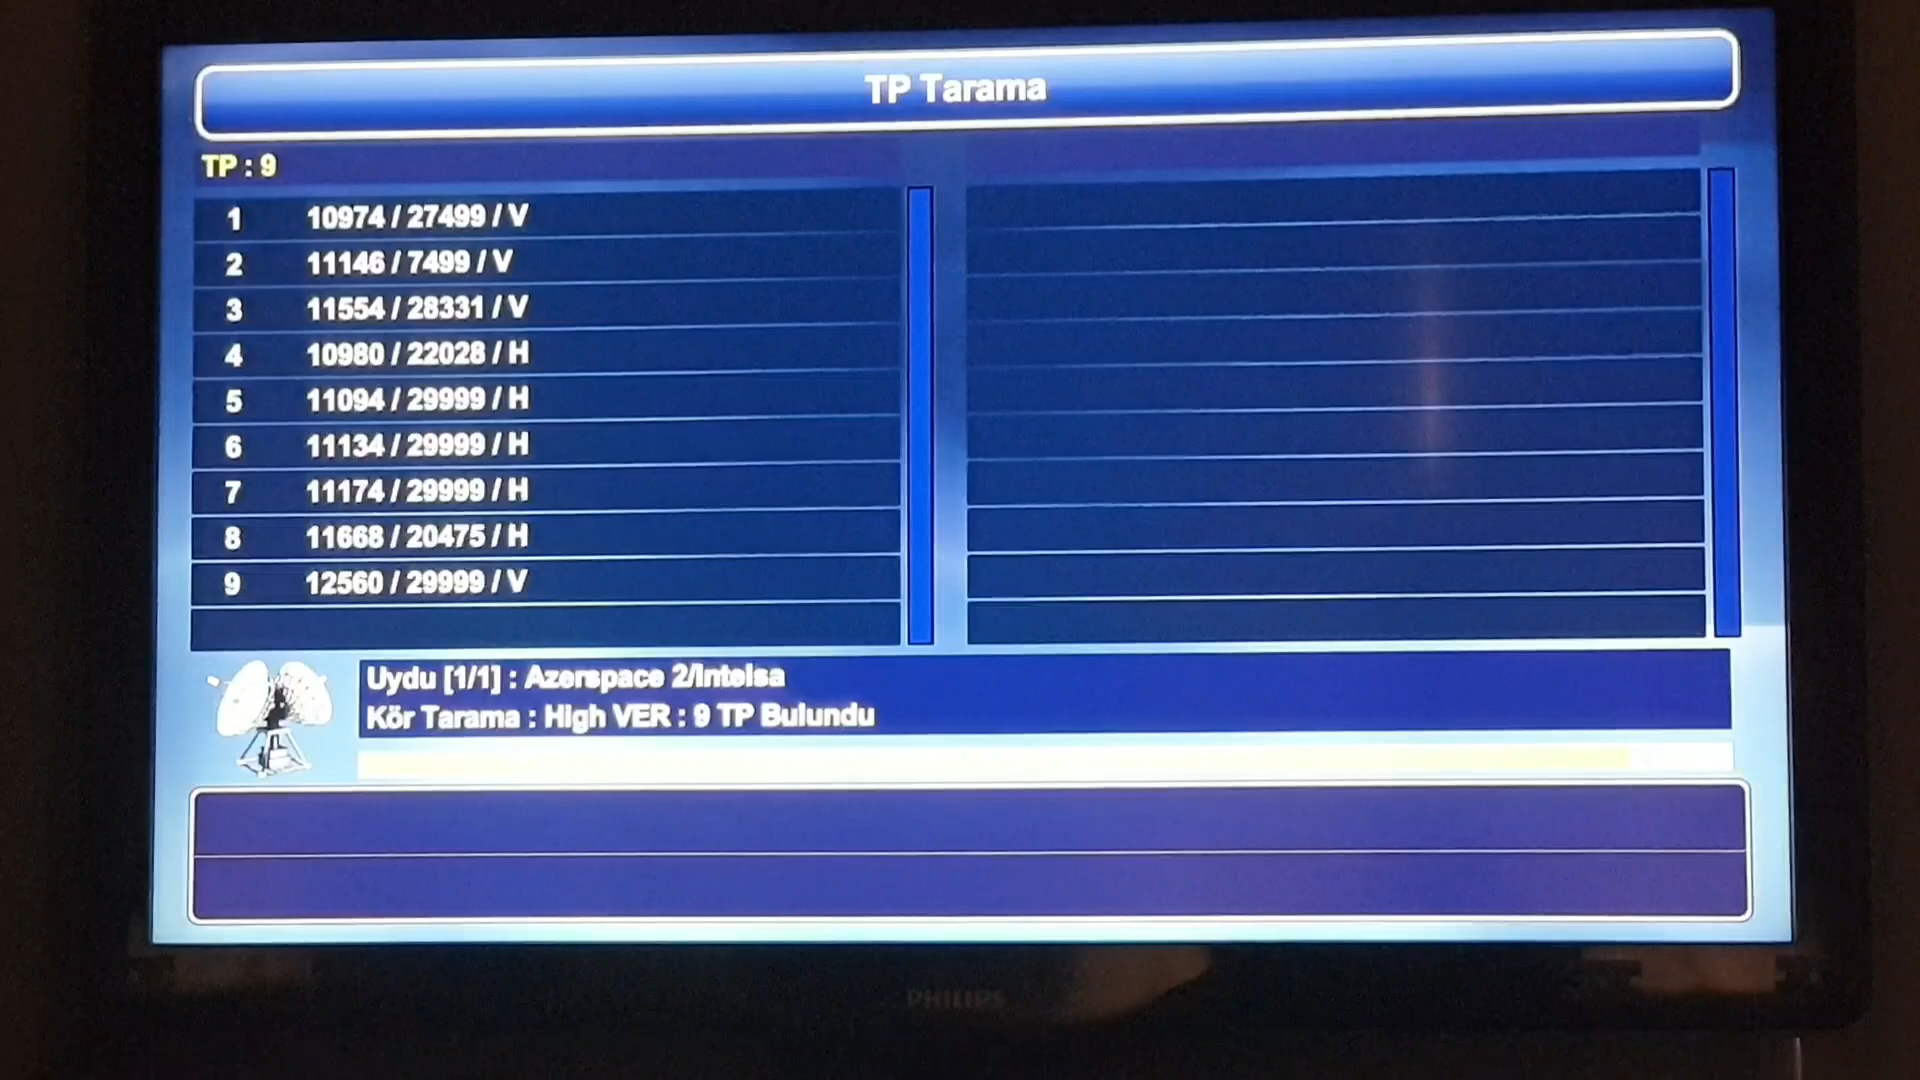 TP Tarama
TP : 9
1 10974 / 27499 / V
2 11146 / 7499 / V
3 11554 / 28331 / V
4 10980 / 22028 / H
5 11094 / 29999 / H
6 11134 / 29999 / H
7 11174 / 29999 / H
8 11668 / 20475 / H
9 12560 / 29999 / V
Uydu [1/1] : Azerspace 2/Intelsa
Kör Tarama : High VER : 9 TP Bulundu
PHILIPS